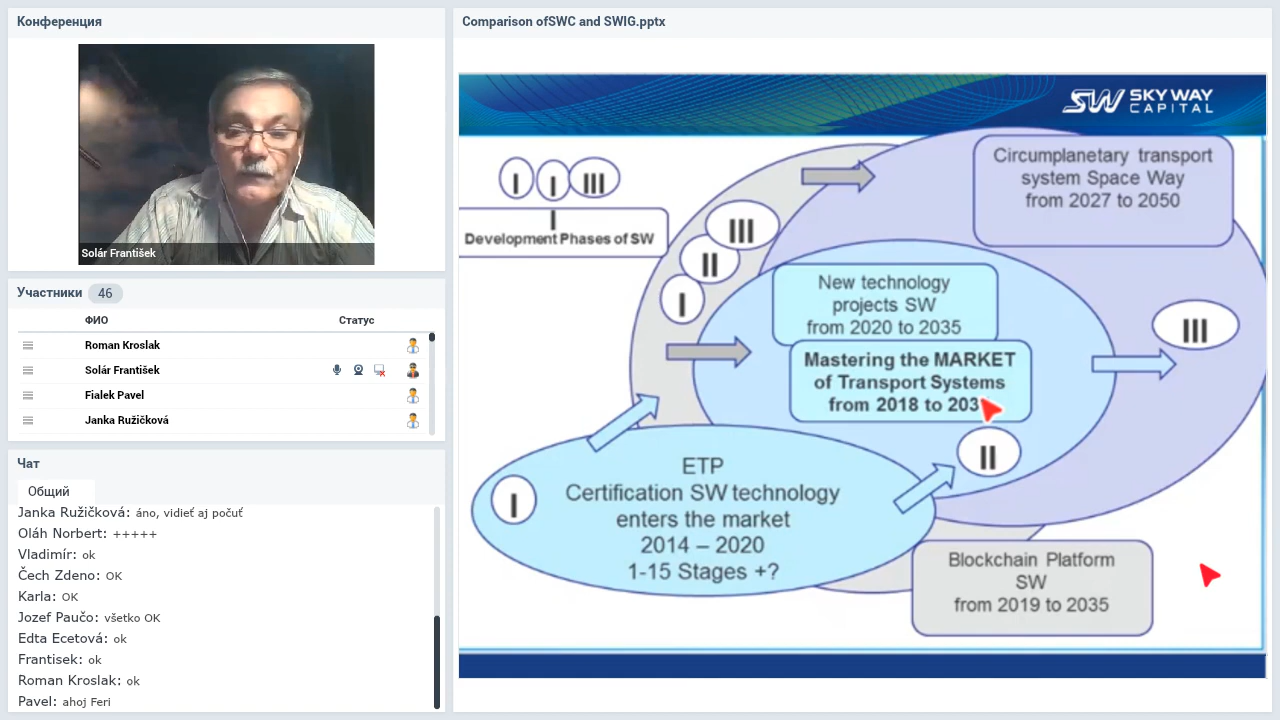 Конференция
Solár František
Участники 46
ФИО Статус
Roman Kroslak
Solár František
Fialek Pavel
Janka Ružičková
Чат
Общий
Janka Ružičková: áno, vidieť aj počuť
Oláh Norbert: +++++
Vladimír: ok
Čech Zdeno: OK
Karla: OK
Jozef Paučo: všetko OK
Edta Ecetová: ok
Frantisek: ok
Roman Kroslak: ok
Pavel: ahoj Feri
Comparison ofSWC and SWIG.pptx
SW SKY WAY
CAPITAL
I I III
I
Development Phases of SW
III
II
I
Circumplanetary transport
system Space Way
from 2027 to 2050
New technology
projects SW
from 2020 to 2035
Mastering the MARKET
of Transport Systems
from 2018 to
III
II
I
ETP
Certification SW technology
enters the market
2014 – 2020
1-15 Stages +?
Blockchain Platform
SW
from 2019 to 2035